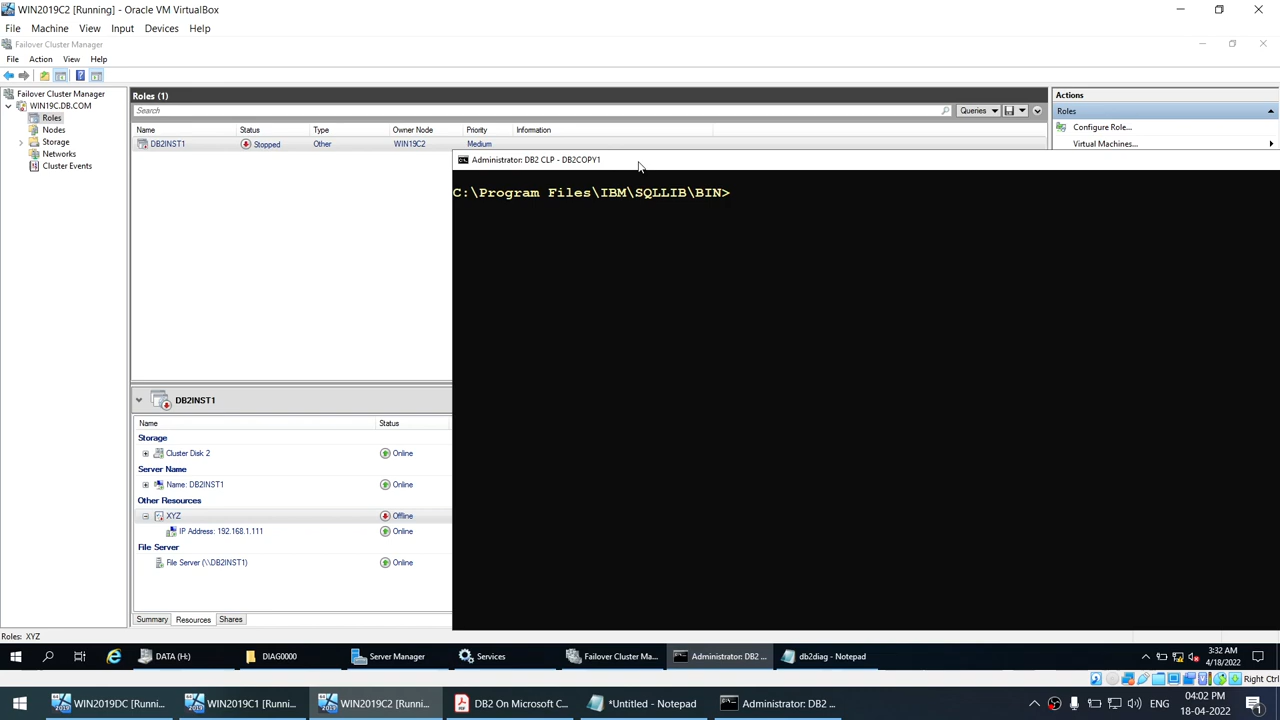 WIN2019C2 [Running] - Oracle VM VirtualBox
File Machine View Input Devices Help
Failover Cluster Manager
File Action View Help
Failover Cluster Manager
WIN19C.DB.COM
Roles
Nodes
Storage
Networks
Cluster Events
Roles (1)
Search
Queries
Name Status Type Owner Node Priority Information
DB2INST1 Stopped Other WIN19C2 Medium
Actions
Roles
Configure Role...
Virtual Machines...
Administrator: DB2 CLP - DB2COPY1
C:\Program Files\IBM\SQLLIB\BIN>
DB2INST1
Name Status
Storage
Cluster Disk 2 Online
Server Name
Name: DB2INST1 Online
Other Resources
XYZ Offline
IP Address: 192.168.1.111 Online
File Server
File Server (\\DB2INST1) Online
Summary Resources Shares
Roles: XYZ
DATA (H:) DIAG0000 Server Manager Services Failover Cluster Ma... Administrator: DB2 ... db2diag - Notepad
3:32 AM
4/18/2022
Right Ctrl
WIN2019DC [Runni... WIN2019C1 [Runni... WIN2019C2 [Runni... DB2 On Microsoft C... *Untitled - Notepad Administrator: DB2 ...
04:02 PM
18-04-2022
1